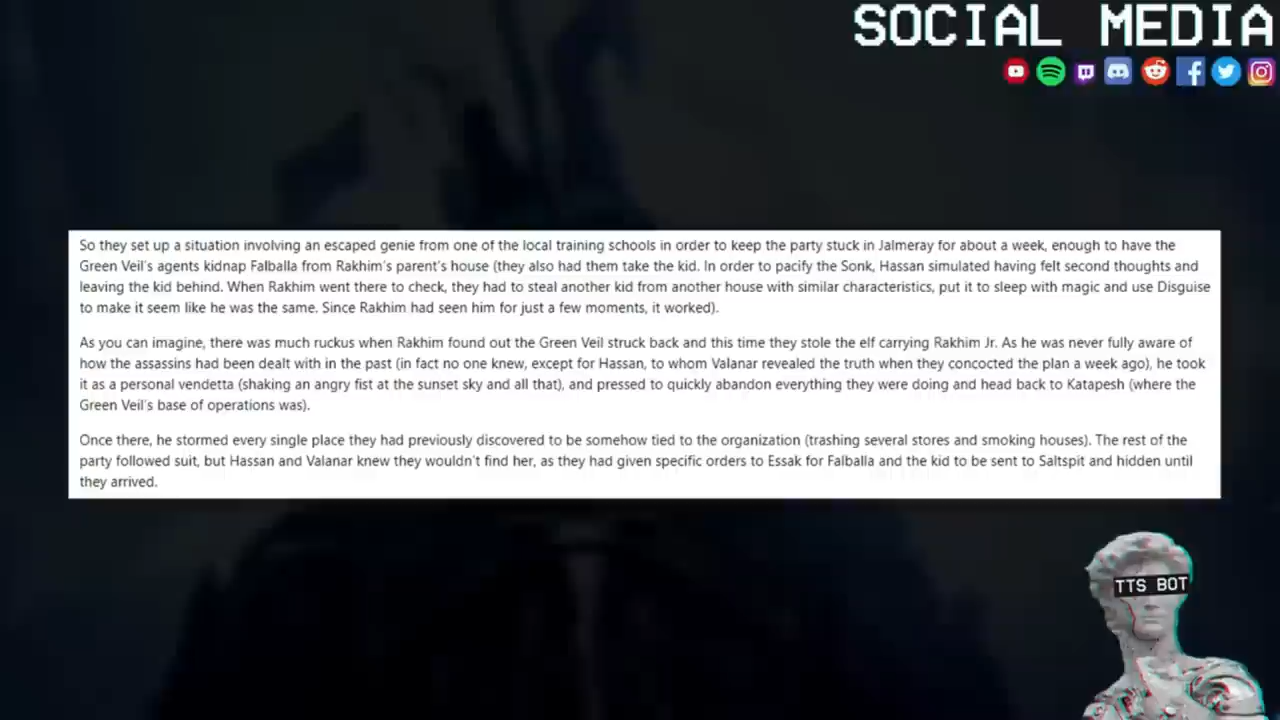 SOCIAL MEDIA
So they set up a situation involving an escaped genie from one of the local training schools in order to keep the party stuck in Jalmeray for about a week, enough to have the
Green Veil's agents kidnap Falballa from Rakhim's parent's house (they also had them take the kid. In order to pacify the Sonk, Hassan simulated having felt second thoughts and
leaving the kid behind. When Rakhim went there to check, they had to steal another kid from another house with similar characteristics, put it to sleep with magic and use Disguise
to make it seem like he was the same. Since Rakhim had seen him for just a few moments, it worked).
As you can imagine, there was much ruckus when Rakhim found out the Green Veil struck back and this time they stole the elf carrying Rakhim Jr. As he was never fully aware of
how the assassins had been dealt with in the past (in fact no one knew, except for Hassan, to whom Valanar revealed the truth when they concocted the plan a week ago), he took
it as a personal vendetta (shaking an angry fist at the sunset sky and all that), and pressed to quickly abandon everything they were doing and head back to Katapesh (where the
Green Veil's base of operations was).
Once there, he stormed every single place they had previously discovered to be somehow tied to the organization (trashing several stores and smoking houses). The rest of the
party followed suit, but Hassan and Valanar knew they wouldn't find her, as they had given specific orders to Essak for Falballa and the kid to be sent to Saltspit and hidden until
they arrived.
TTS BOT